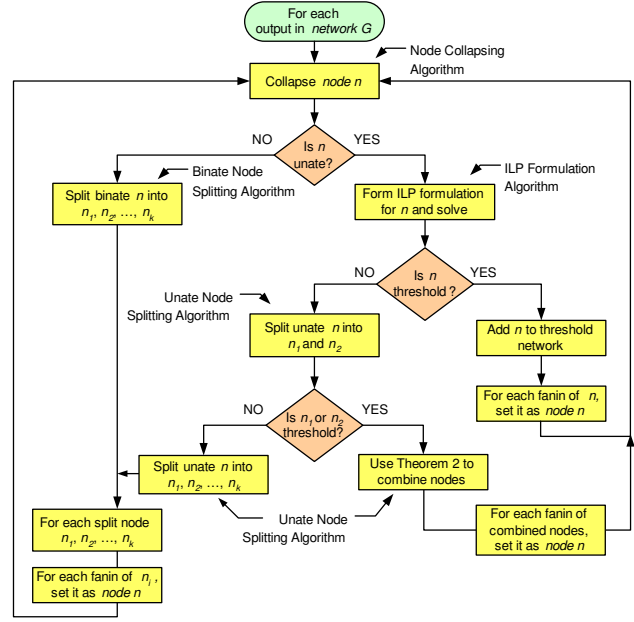 For each
output in network G
Node Collapsing
Algorithm
Collapse node n
NO
YES
Is n
unate?
Binate Node
Splitting Algorithm
ILP Formulation
Algorithm
Split binate n into
n1, n2, ..., nk
Form ILP formulation
for n and solve
NO
YES
Is n
threshold ?
Unate Node
Splitting Algorithm
Split unate n into
n1 and n2
Add n to threshold
network
For each fanin of n,
set it as node n
NO
YES
Is n1 or n2
threshold?
Split unate n into
n1, n2, ..., nk
Use Theorem 2 to
combine nodes
For each split node
n1, n2, ..., nk
Unate Node
Splitting Algorithm
For each fanin of
combined nodes,
set it as node n
For each fanin of ni,
set it as node n